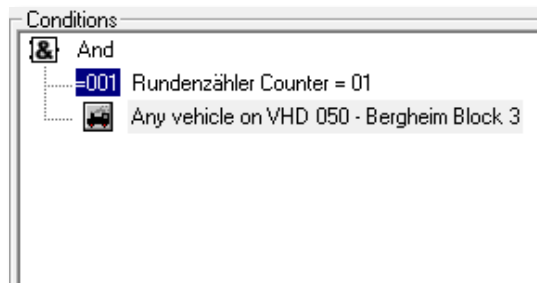 Conditions
& And
=001 Rundenzähler Counter = 01
Any vehicle on VHD 050 - Bergheim Block 3